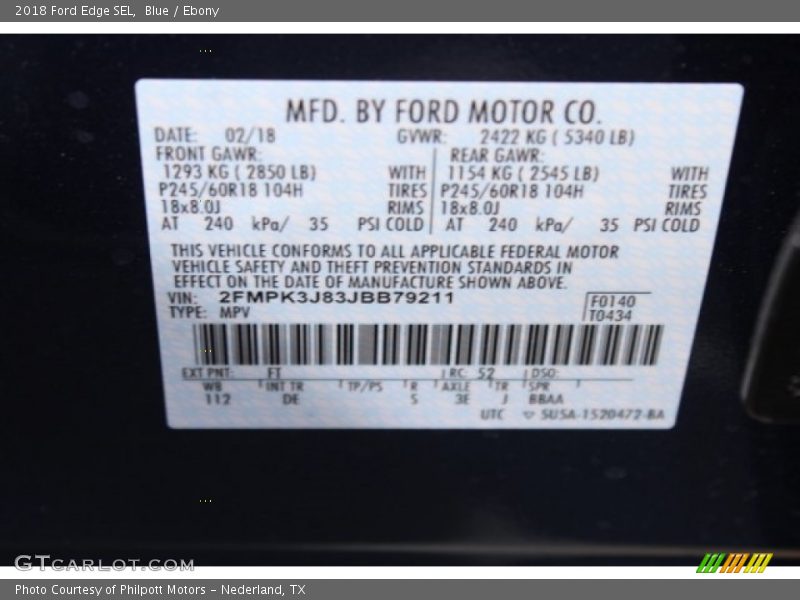 2018 Ford Edge SEL, Blue / Ebony
MFD. BY FORD MOTOR CO.
DATE: 02/18 GVWR: 2422 KG ( 5340 LB)
FRONT GAWR: REAR GAWR:
1293 KG ( 2850 LB) WITH 1154 KG ( 2545 LB) WITH
P245/60R18 104H TIRES P245/60R18 104H TIRES
18x8.0J RIMS 18x8.0J RIMS
AT 240 kPa/ 35 PSI COLD AT 240 kPa/ 35 PSI COLD
THIS VEHICLE CONFORMS TO ALL APPLICABLE FEDERAL MOTOR
VEHICLE SAFETY AND THEFT PREVENTION STANDARDS IN
EFFECT ON THE DATE OF MANUFACTURE SHOWN ABOVE.
VIN: 2FMPK3J83JBB79211 F0140
TYPE: MPV T0434
EXT PNT: FT RC: 52 DSO:
WB INT TR TP/PS R AXLE TR SPR
112 DE 5 3E J BBAA
UTC SU5A-1520472-BA
GTCARLOT.COM
Photo Courtesy of Philpott Motors - Nederland, TX